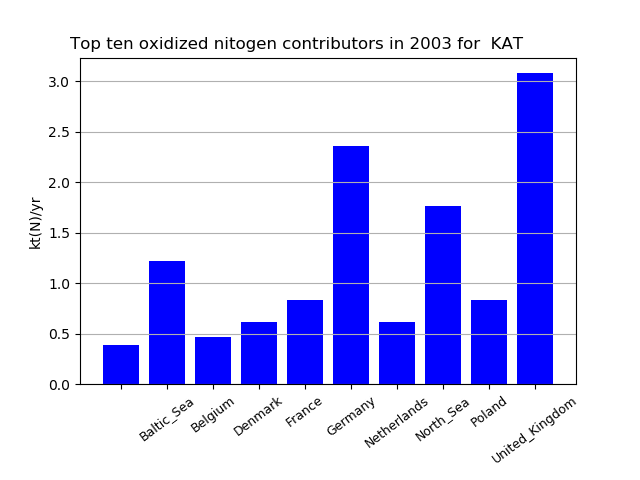 Top ten oxidized nitogen contributors in 2003 for  KAT
kt(N)/yr
3.0
2.5
2.0
1.5
1.0
0.5
0.0
Baltic_Sea
Belgium
Denmark
France
Germany
Netherlands
North_Sea
Poland
United_Kingdom